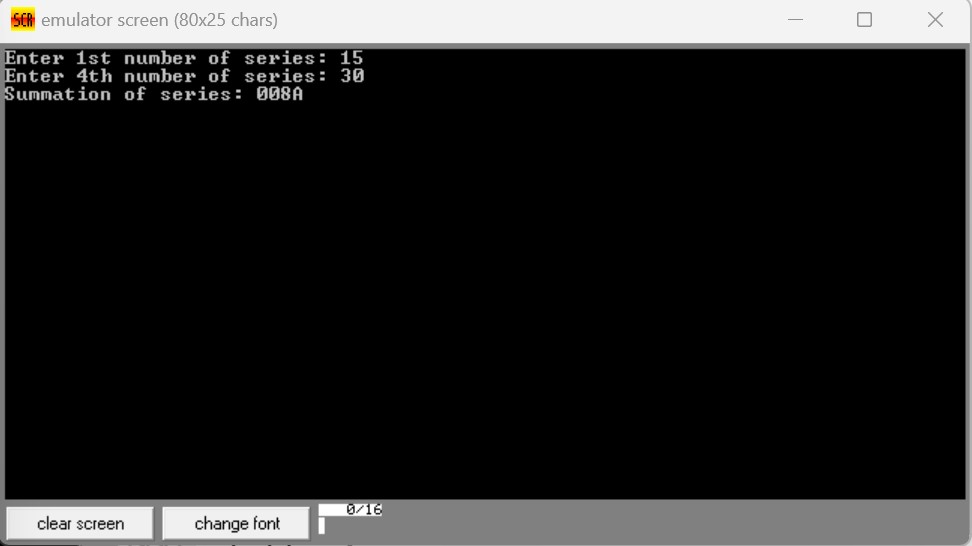 SCR emulator screen (80x25 chars)
Enter 1st number of series: 15
Enter 4th number of series: 30
Summation of series: 008A
clear screen
change font
0/16